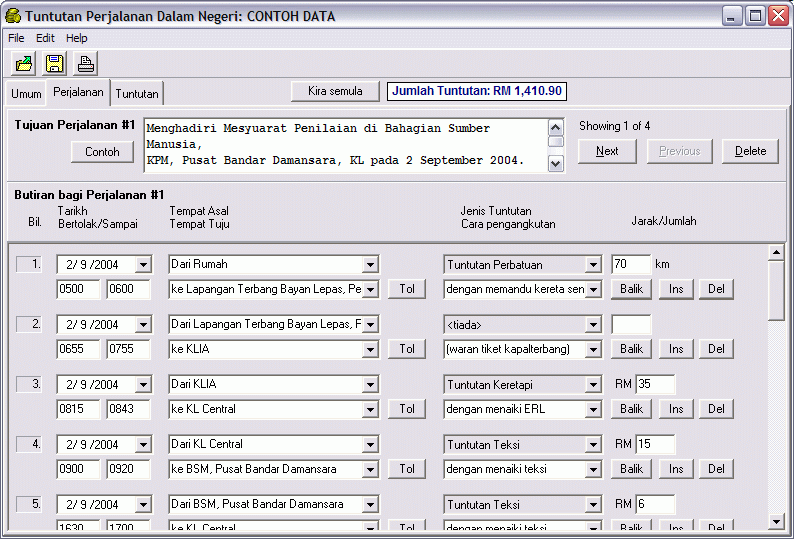 Tuntutan Perjalanan Dalam Negeri: CONTOH DATA
File Edit Help
Umum Perjalanan Tuntutan Kira semula Jumlah Tuntutan: RM 1,410.90
Tujuan Perjalanan #1 Menghadiri Mesyuarat Penilaian di Bahagian Sumber Showing 1 of 4
Manusia,
Contoh KPM, Pusat Bandar Damansara, KL pada 2 September 2004. Next Previous Delete
Butiran bagi Perjalanan #1
Bil. Tarikh Tempat Asal Jenis Tuntutan Jarak/Jumlah
Bertolak/Sampai Tempat Tuju Cara pengangkutan
1. 2/ 9 /2004 Dari Rumah Tuntutan Perbatuan 70 km
0500 0600 ke Lapangan Terbang Bayan Lepas, Pe Tol dengan memandu kereta sen Balik Ins Del
2. 2/ 9 /2004 Dari Lapangan Terbang Bayan Lepas, F <tiada>
0655 0755 ke KLIA Tol (waran tiket kapalterbang) Balik Ins Del
3. 2/ 9 /2004 Dari KLIA Tuntutan Keretapi RM 35
0815 0843 ke KL Central Tol dengan menaiki ERL Balik Ins Del
4. 2/ 9 /2004 Dari KL Central Tuntutan Teksi RM 15
0900 0920 ke BSM, Pusat Bandar Damansara Tol dengan menaiki teksi Balik Ins Del
5. 2/ 9 /2004 Dari BSM, Pusat Bandar Damansara Tuntutan Teksi RM 6
1630 1700 ke KL Central Tol dengan menaiki teksi Balik Ins Del